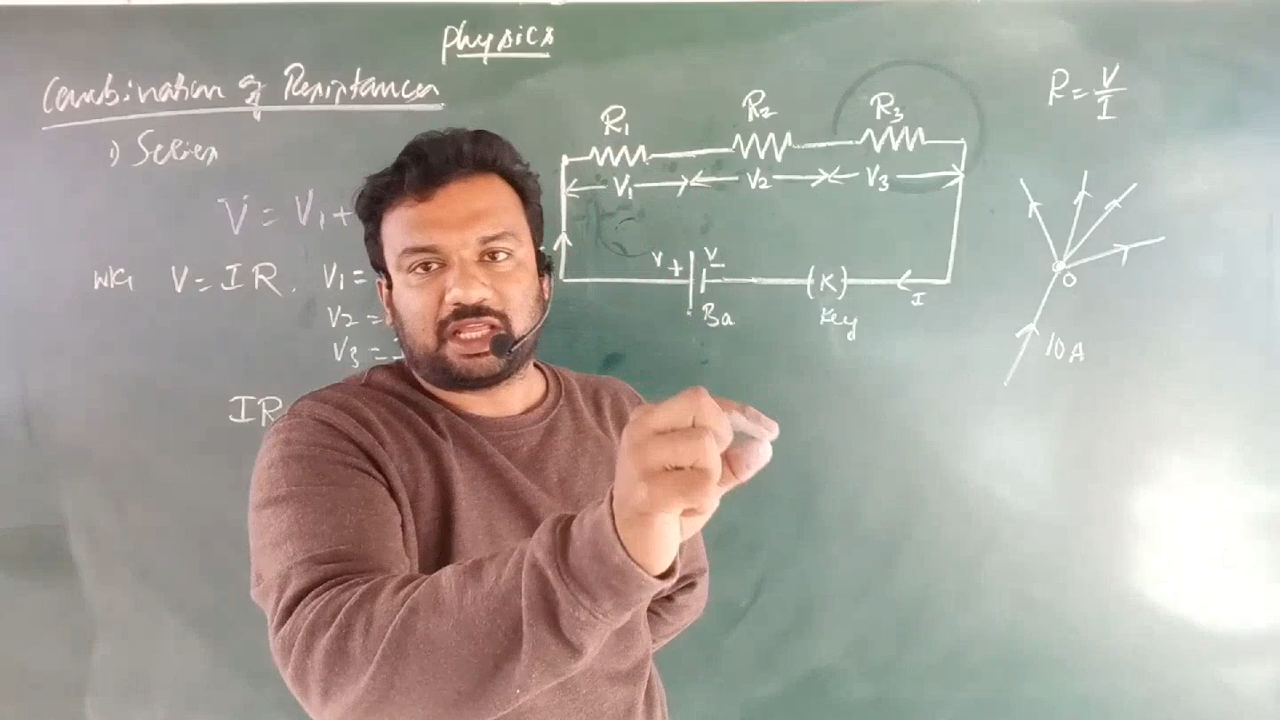 Physics
Combination of Resistances
1) Series
V = V1 +
WKT V = IR. V1 =
V2 =
V3 =
IR
R1 R2 R3
V1 V2 V3
V + V -
Ba (K) I
Key
R = V/I
O
10A